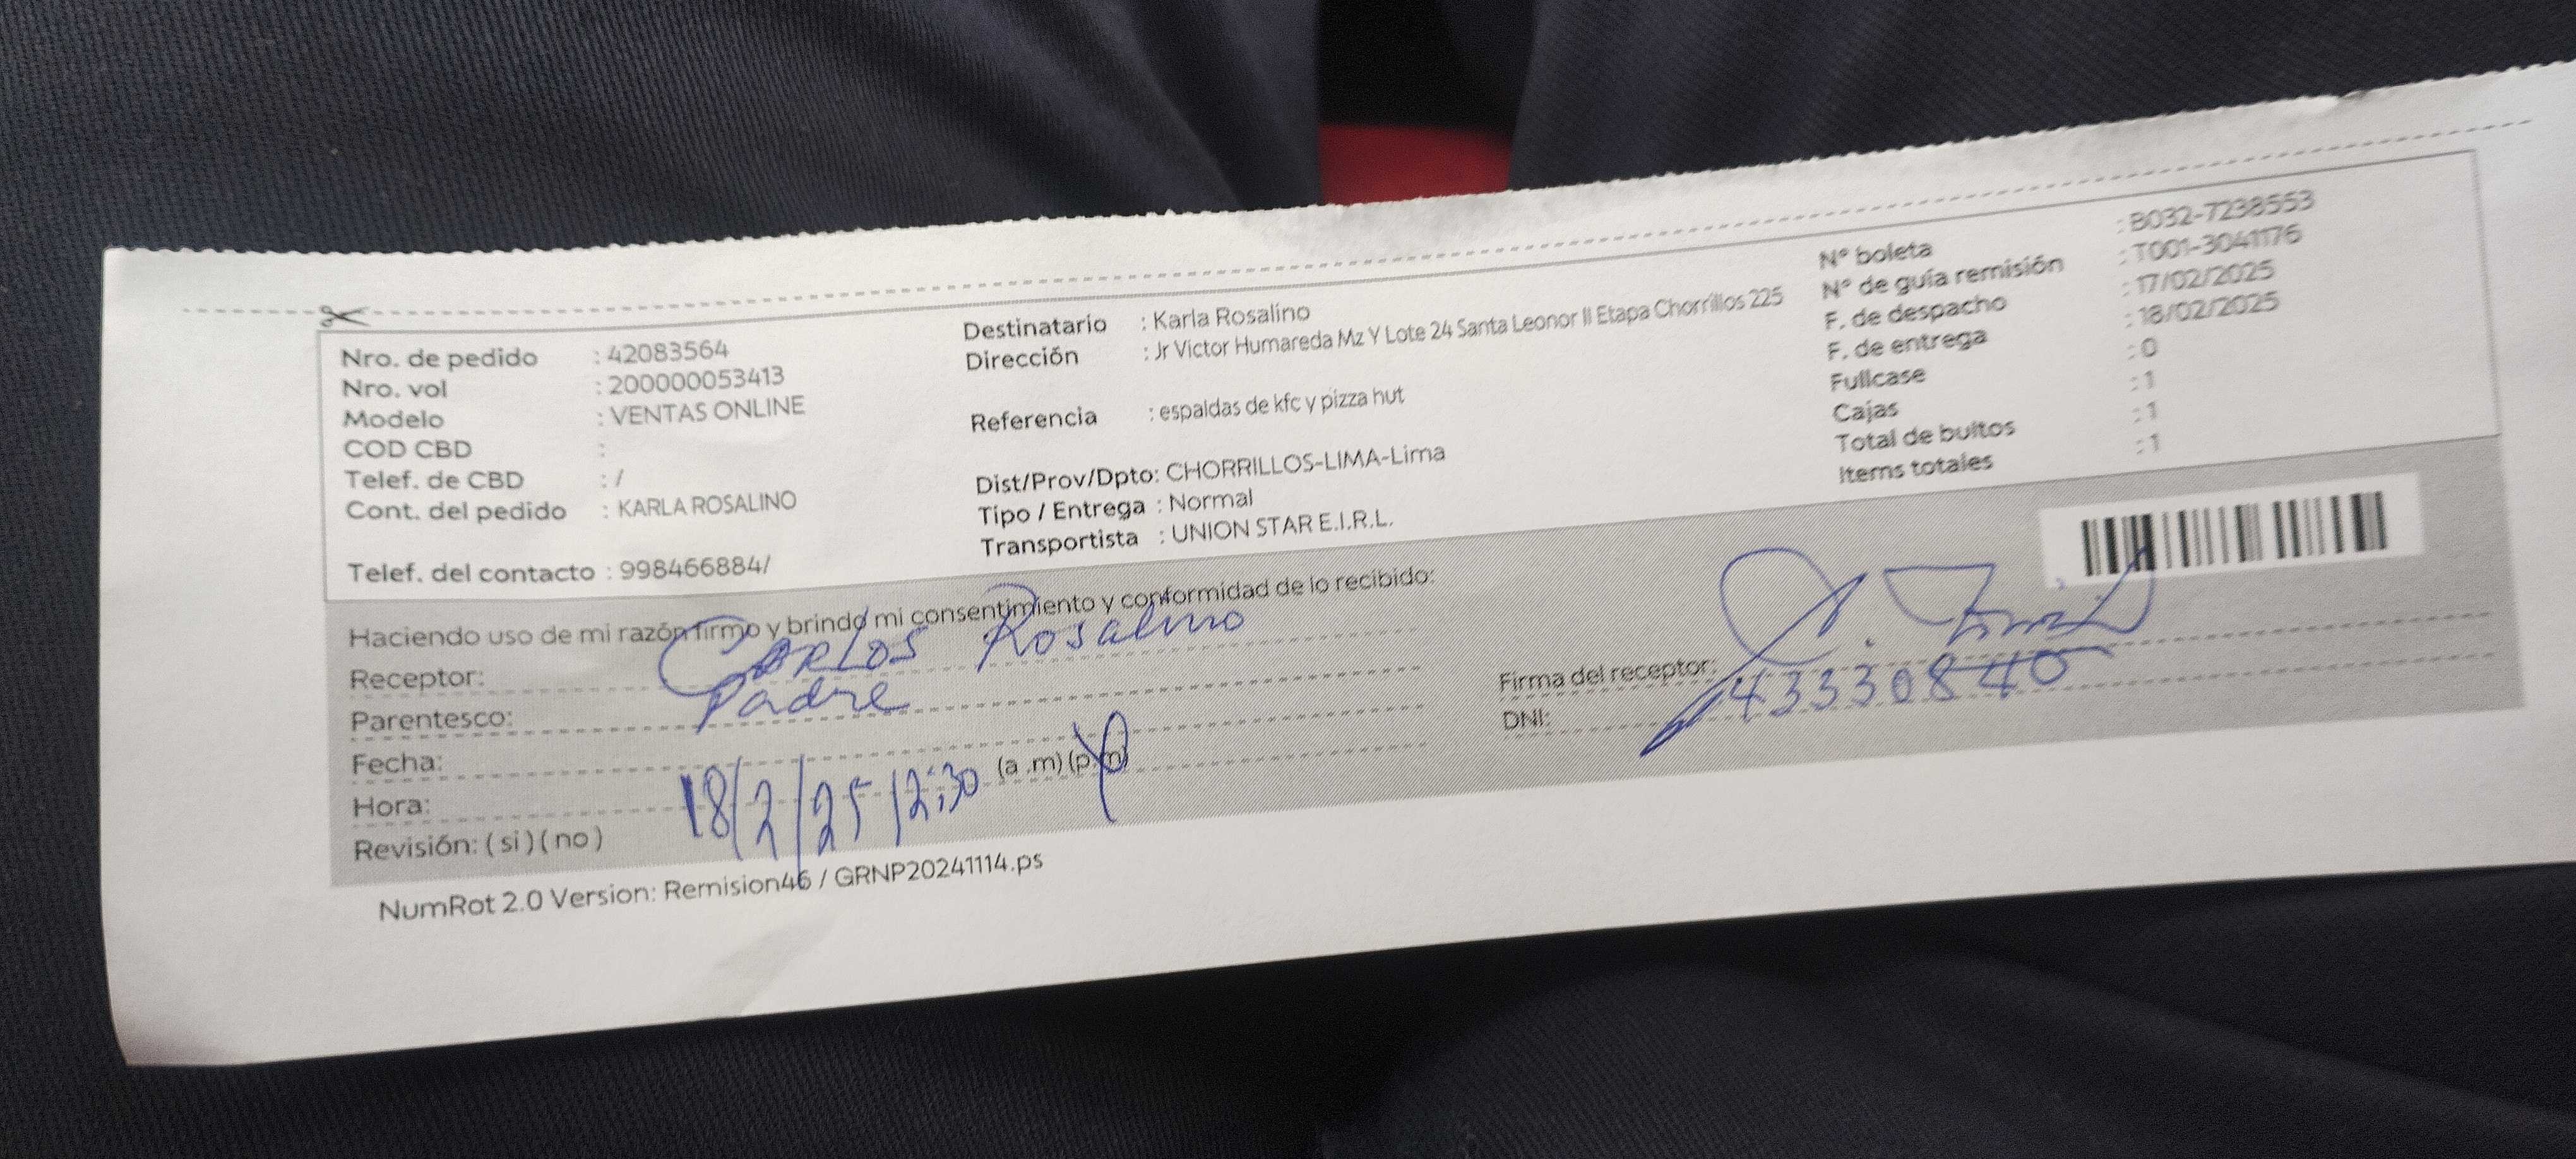 Nro. de pedido : 42083564
Nro. vol : 200000053413
Modelo : VENTAS ONLINE
COD CBD :
Telef. de CBD : /
Cont. del pedido : KARLA ROSALINO
Telef. del contacto : 998466884/
Destinatario : Karla Rosalino
Dirección : Jr Victor Humareda Mz Y Lote 24 Santa Leonor II Etapa Chorrillos 225
Referencia : espaldas de kfc y pizza hut
Dist/Prov/Dpto: CHORRILLOS-LIMA-Lima
Tipo / Entrega : Normal
Transportista : UNION STAR E.I.R.L.
Nº boleta : B032-7238553
Nº de guía remisión : T001-3041176
F. de despacho : 17/02/2025
F. de entrega : 18/02/2025
Fullcase : 0
Cajas : 1
Total de bultos : 1
Items totales : 1
Haciendo uso de mi razón firmo y brindo mi consentimiento y conformidad de lo recibido:
Receptor: Carlos Rosalino
Parentesco: Padre
Fecha: 18/2/25
Hora: 12:30 (a .m) (p.m)
Revisión: ( si ) ( no )
Firma del receptor:
DNI: 43330840
NumRot 2.0 Version: Remision46 / GRNP20241114.ps